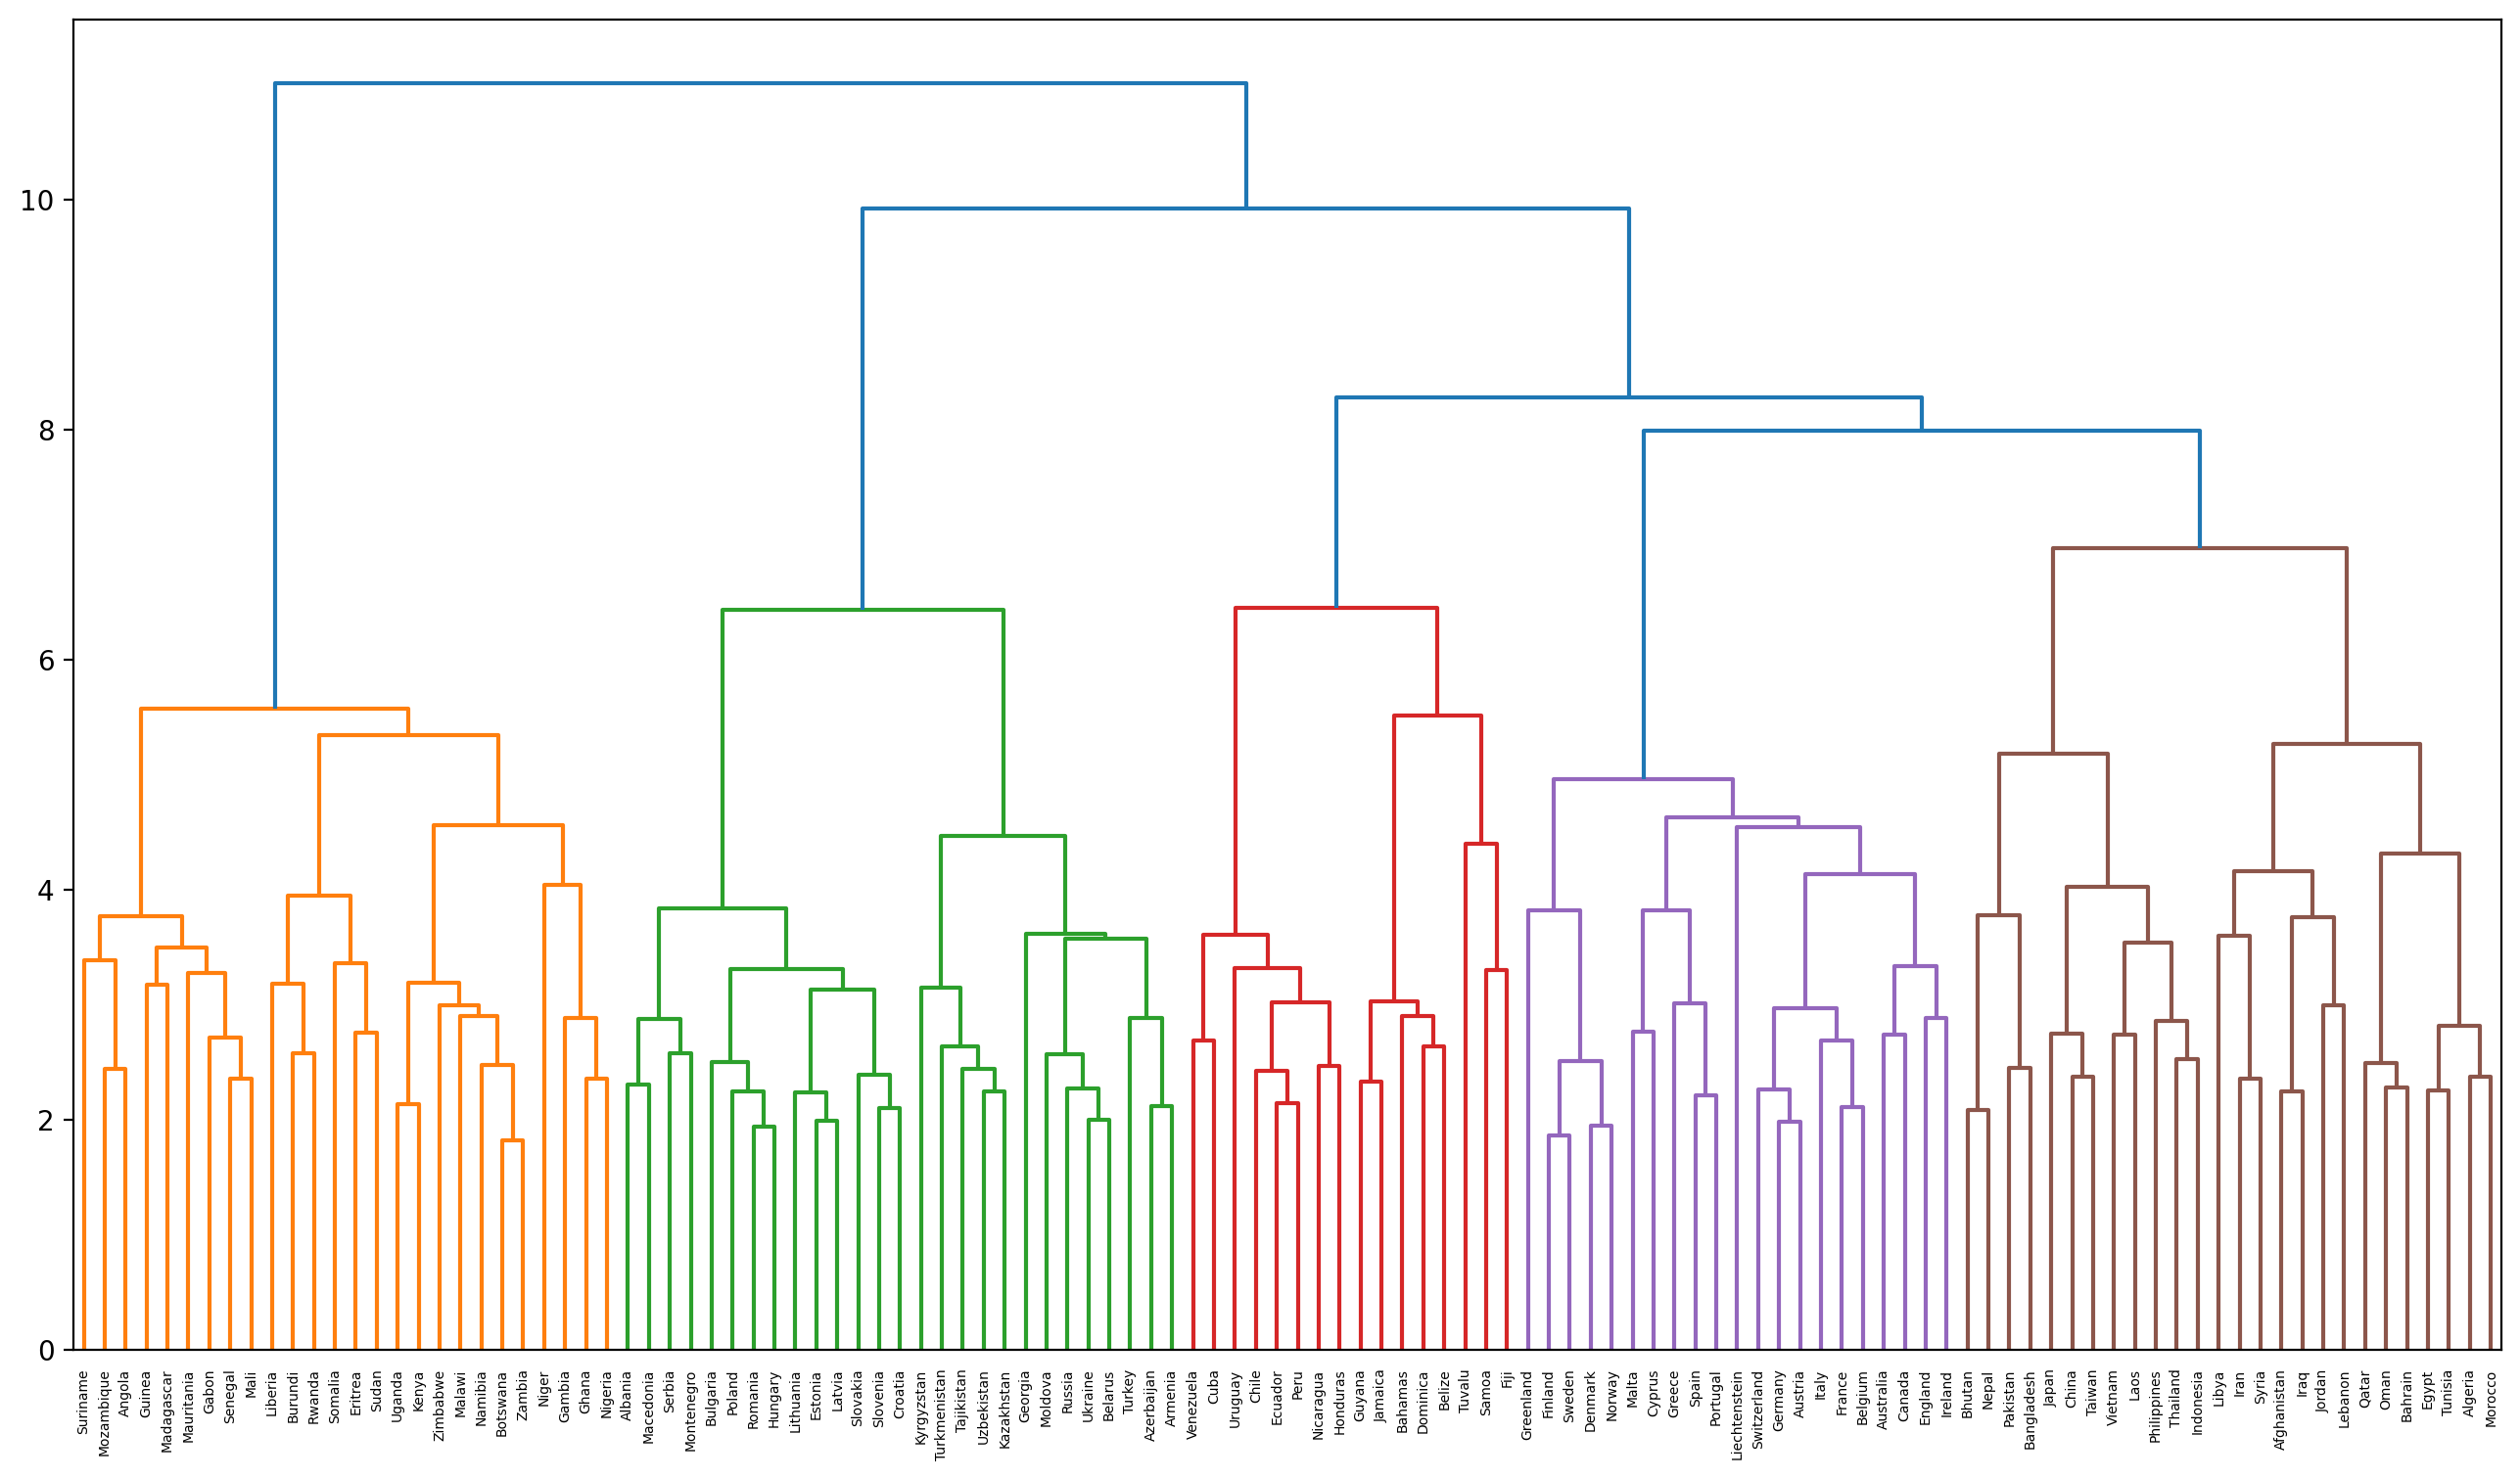 10
8
6
4
2
0
Suriname
Mozambique
Angola
Guinea
Madagascar
Mauritania
Gabon
Senegal
Mali
Liberia
Burundi
Rwanda
Somalia
Eritrea
Sudan
Uganda
Kenya
Zimbabwe
Malawi
Namibia
Botswana
Zambia
Niger
Gambia
Ghana
Nigeria
Albania
Macedonia
Serbia
Montenegro
Bulgaria
Poland
Romania
Hungary
Lithuania
Estonia
Latvia
Slovakia
Slovenia
Croatia
Kyrgyzstan
Turkmenistan
Tajikistan
Uzbekistan
Kazakhstan
Georgia
Moldova
Russia
Ukraine
Belarus
Turkey
Azerbaijan
Armenia
Venezuela
Cuba
Uruguay
Chile
Ecuador
Peru
Nicaragua
Honduras
Guyana
Jamaica
Bahamas
Dominica
Belize
Tuvalu
Samoa
Fiji
Greenland
Finland
Sweden
Denmark
Norway
Malta
Cyprus
Greece
Spain
Portugal
Liechtenstein
Switzerland
Germany
Austria
Italy
France
Belgium
Australia
Canada
England
Ireland
Bhutan
Nepal
Pakistan
Bangladesh
Japan
China
Taiwan
Vietnam
Laos
Philippines
Thailand
Indonesia
Libya
Iran
Syria
Afghanistan
Iraq
Jordan
Lebanon
Qatar
Oman
Bahrain
Egypt
Tunisia
Algeria
Morocco